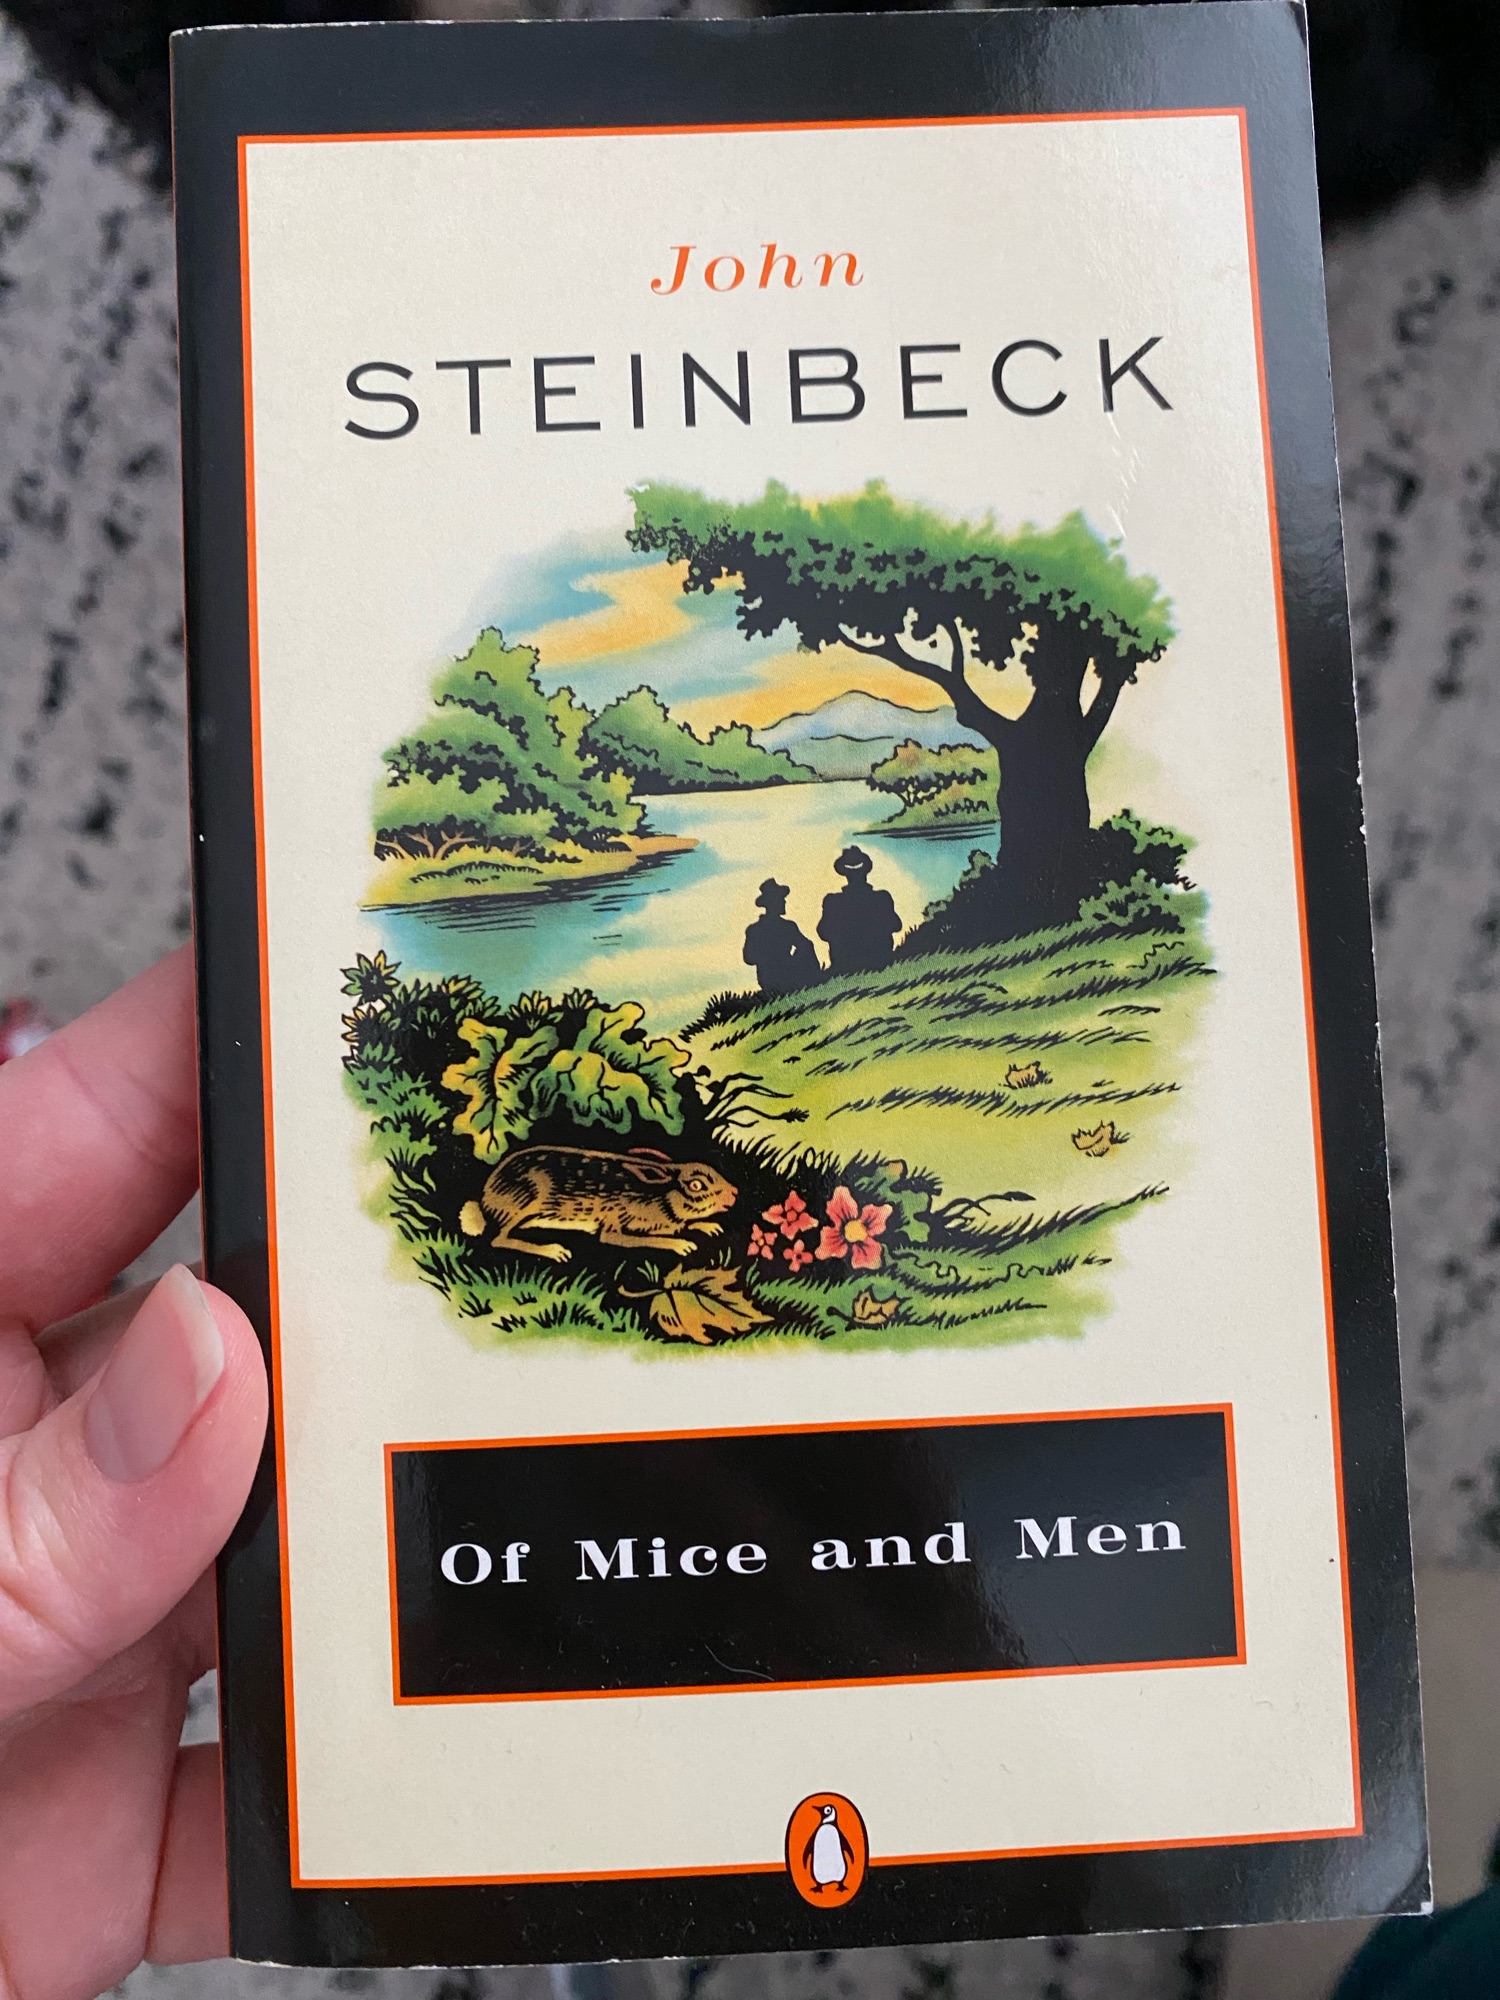 John
STEINBECK
Of Mice and Men